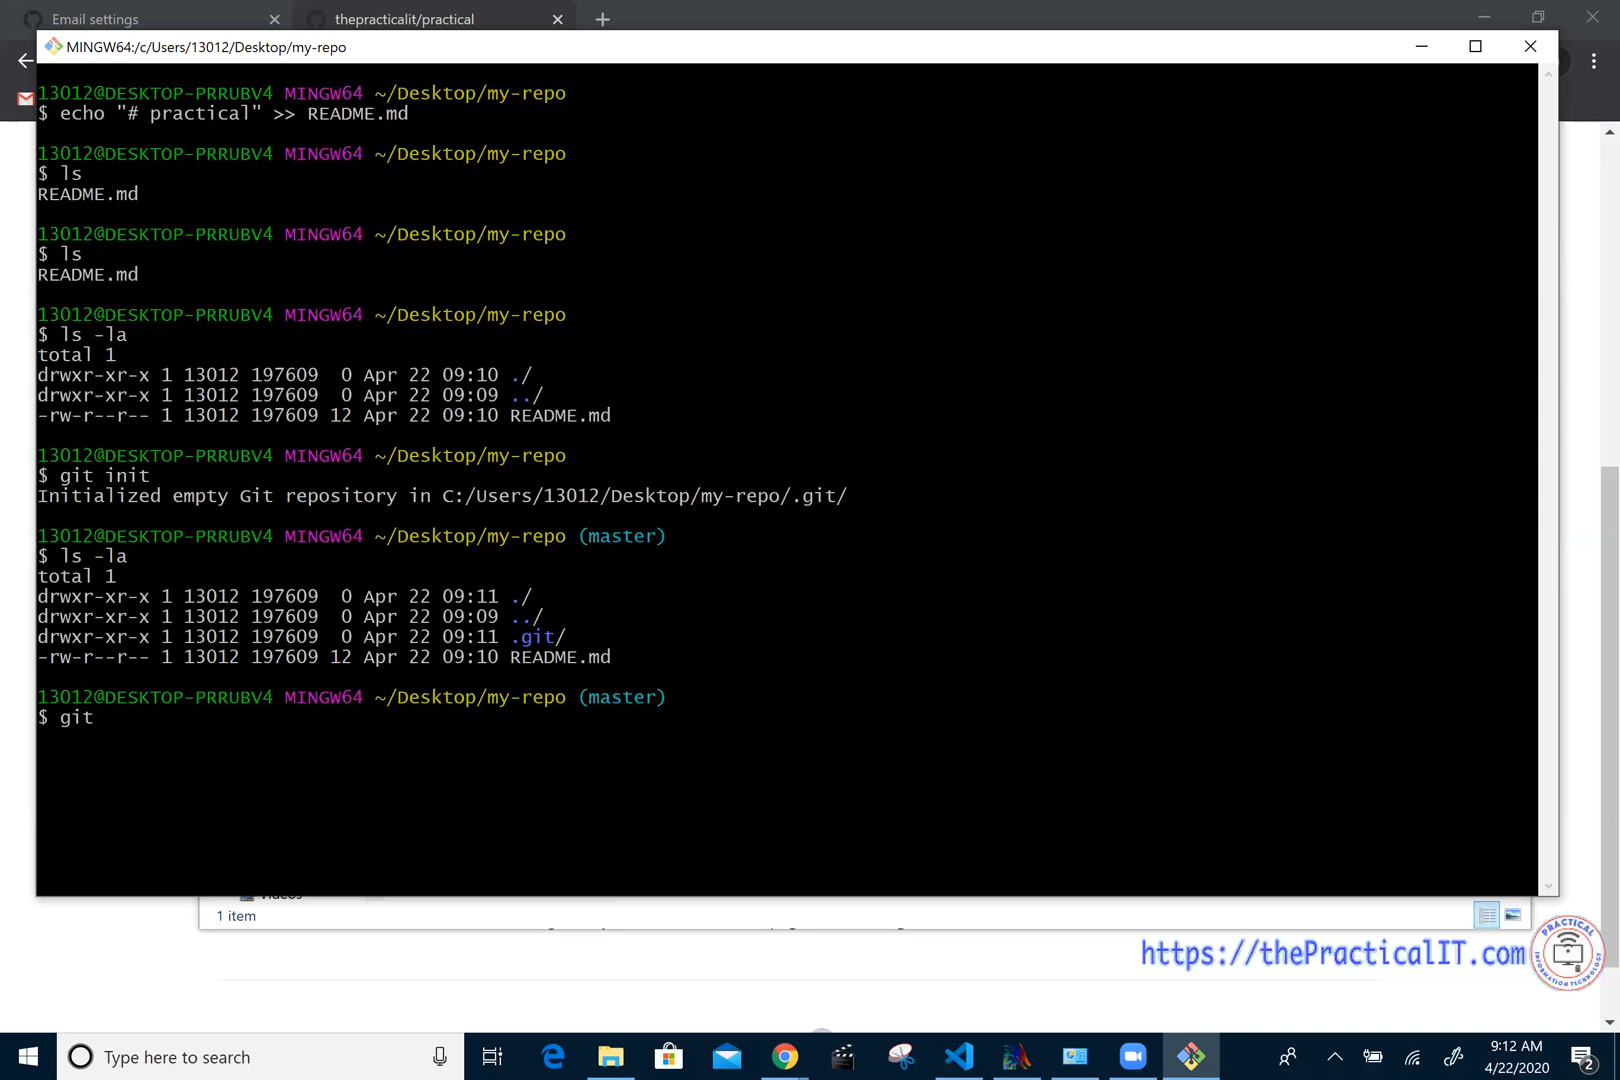 Email settings
thepracticalit/practical
MINGW64:/c/Users/13012/Desktop/my-repo
13012@DESKTOP-PRRUBV4 MINGW64 ~/Desktop/my-repo
$ echo "# practical" >> README.md
13012@DESKTOP-PRRUBV4 MINGW64 ~/Desktop/my-repo
$ ls
README.md
13012@DESKTOP-PRRUBV4 MINGW64 ~/Desktop/my-repo
$ ls
README.md
13012@DESKTOP-PRRUBV4 MINGW64 ~/Desktop/my-repo
$ ls -la
total 1
drwxr-xr-x 1 13012 197609  0 Apr 22 09:10 ./
drwxr-xr-x 1 13012 197609  0 Apr 22 09:09 ../
-rw-r--r-- 1 13012 197609 12 Apr 22 09:10 README.md
13012@DESKTOP-PRRUBV4 MINGW64 ~/Desktop/my-repo
$ git init
Initialized empty Git repository in C:/Users/13012/Desktop/my-repo/.git/
13012@DESKTOP-PRRUBV4 MINGW64 ~/Desktop/my-repo (master)
$ ls -la
total 1
drwxr-xr-x 1 13012 197609  0 Apr 22 09:11 ./
drwxr-xr-x 1 13012 197609  0 Apr 22 09:09 ../
drwxr-xr-x 1 13012 197609  0 Apr 22 09:11 .git/
-rw-r--r-- 1 13012 197609 12 Apr 22 09:10 README.md
13012@DESKTOP-PRRUBV4 MINGW64 ~/Desktop/my-repo (master)
$ git
Videos
1 item
https://thePracticalIT.com
PRACTICAL
INFORMATION TECHNOLOGY
Type here to search
9:12 AM
4/22/2020
2